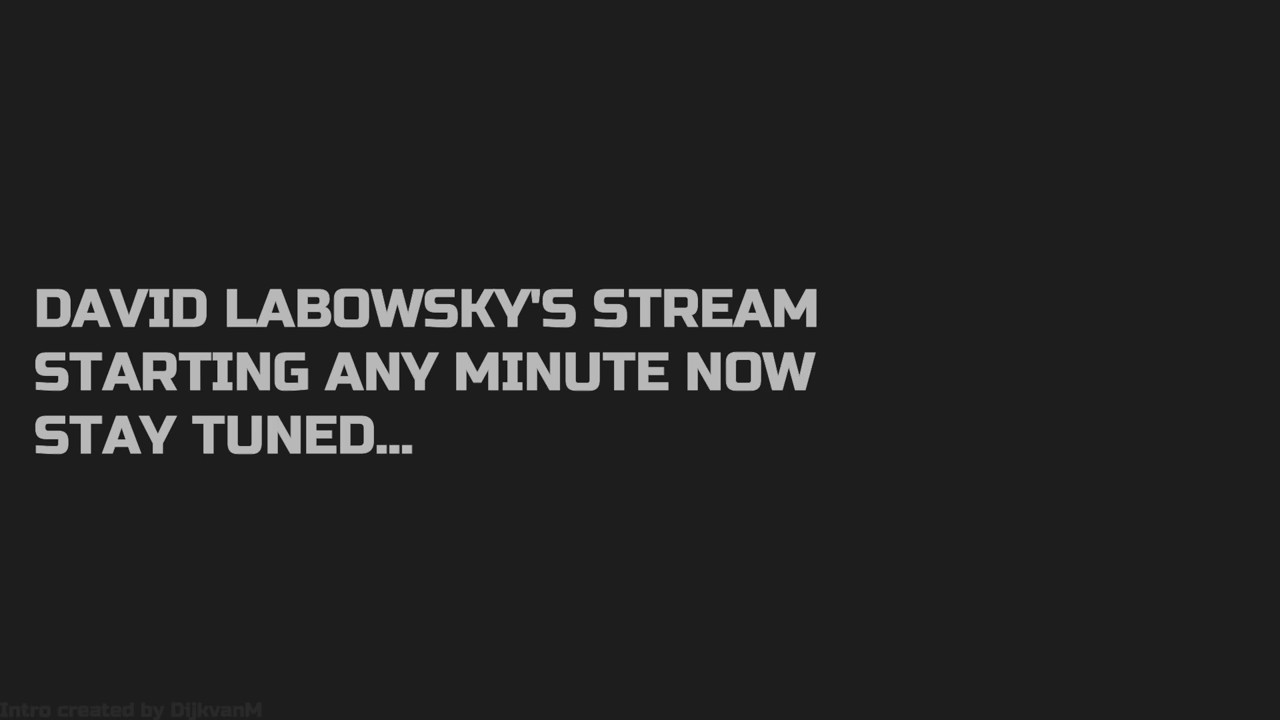 DAVID LABOWSKY'S STREAM
STARTING ANY MINUTE NOW
STAY TUNED...
Intro created by DijkvanM